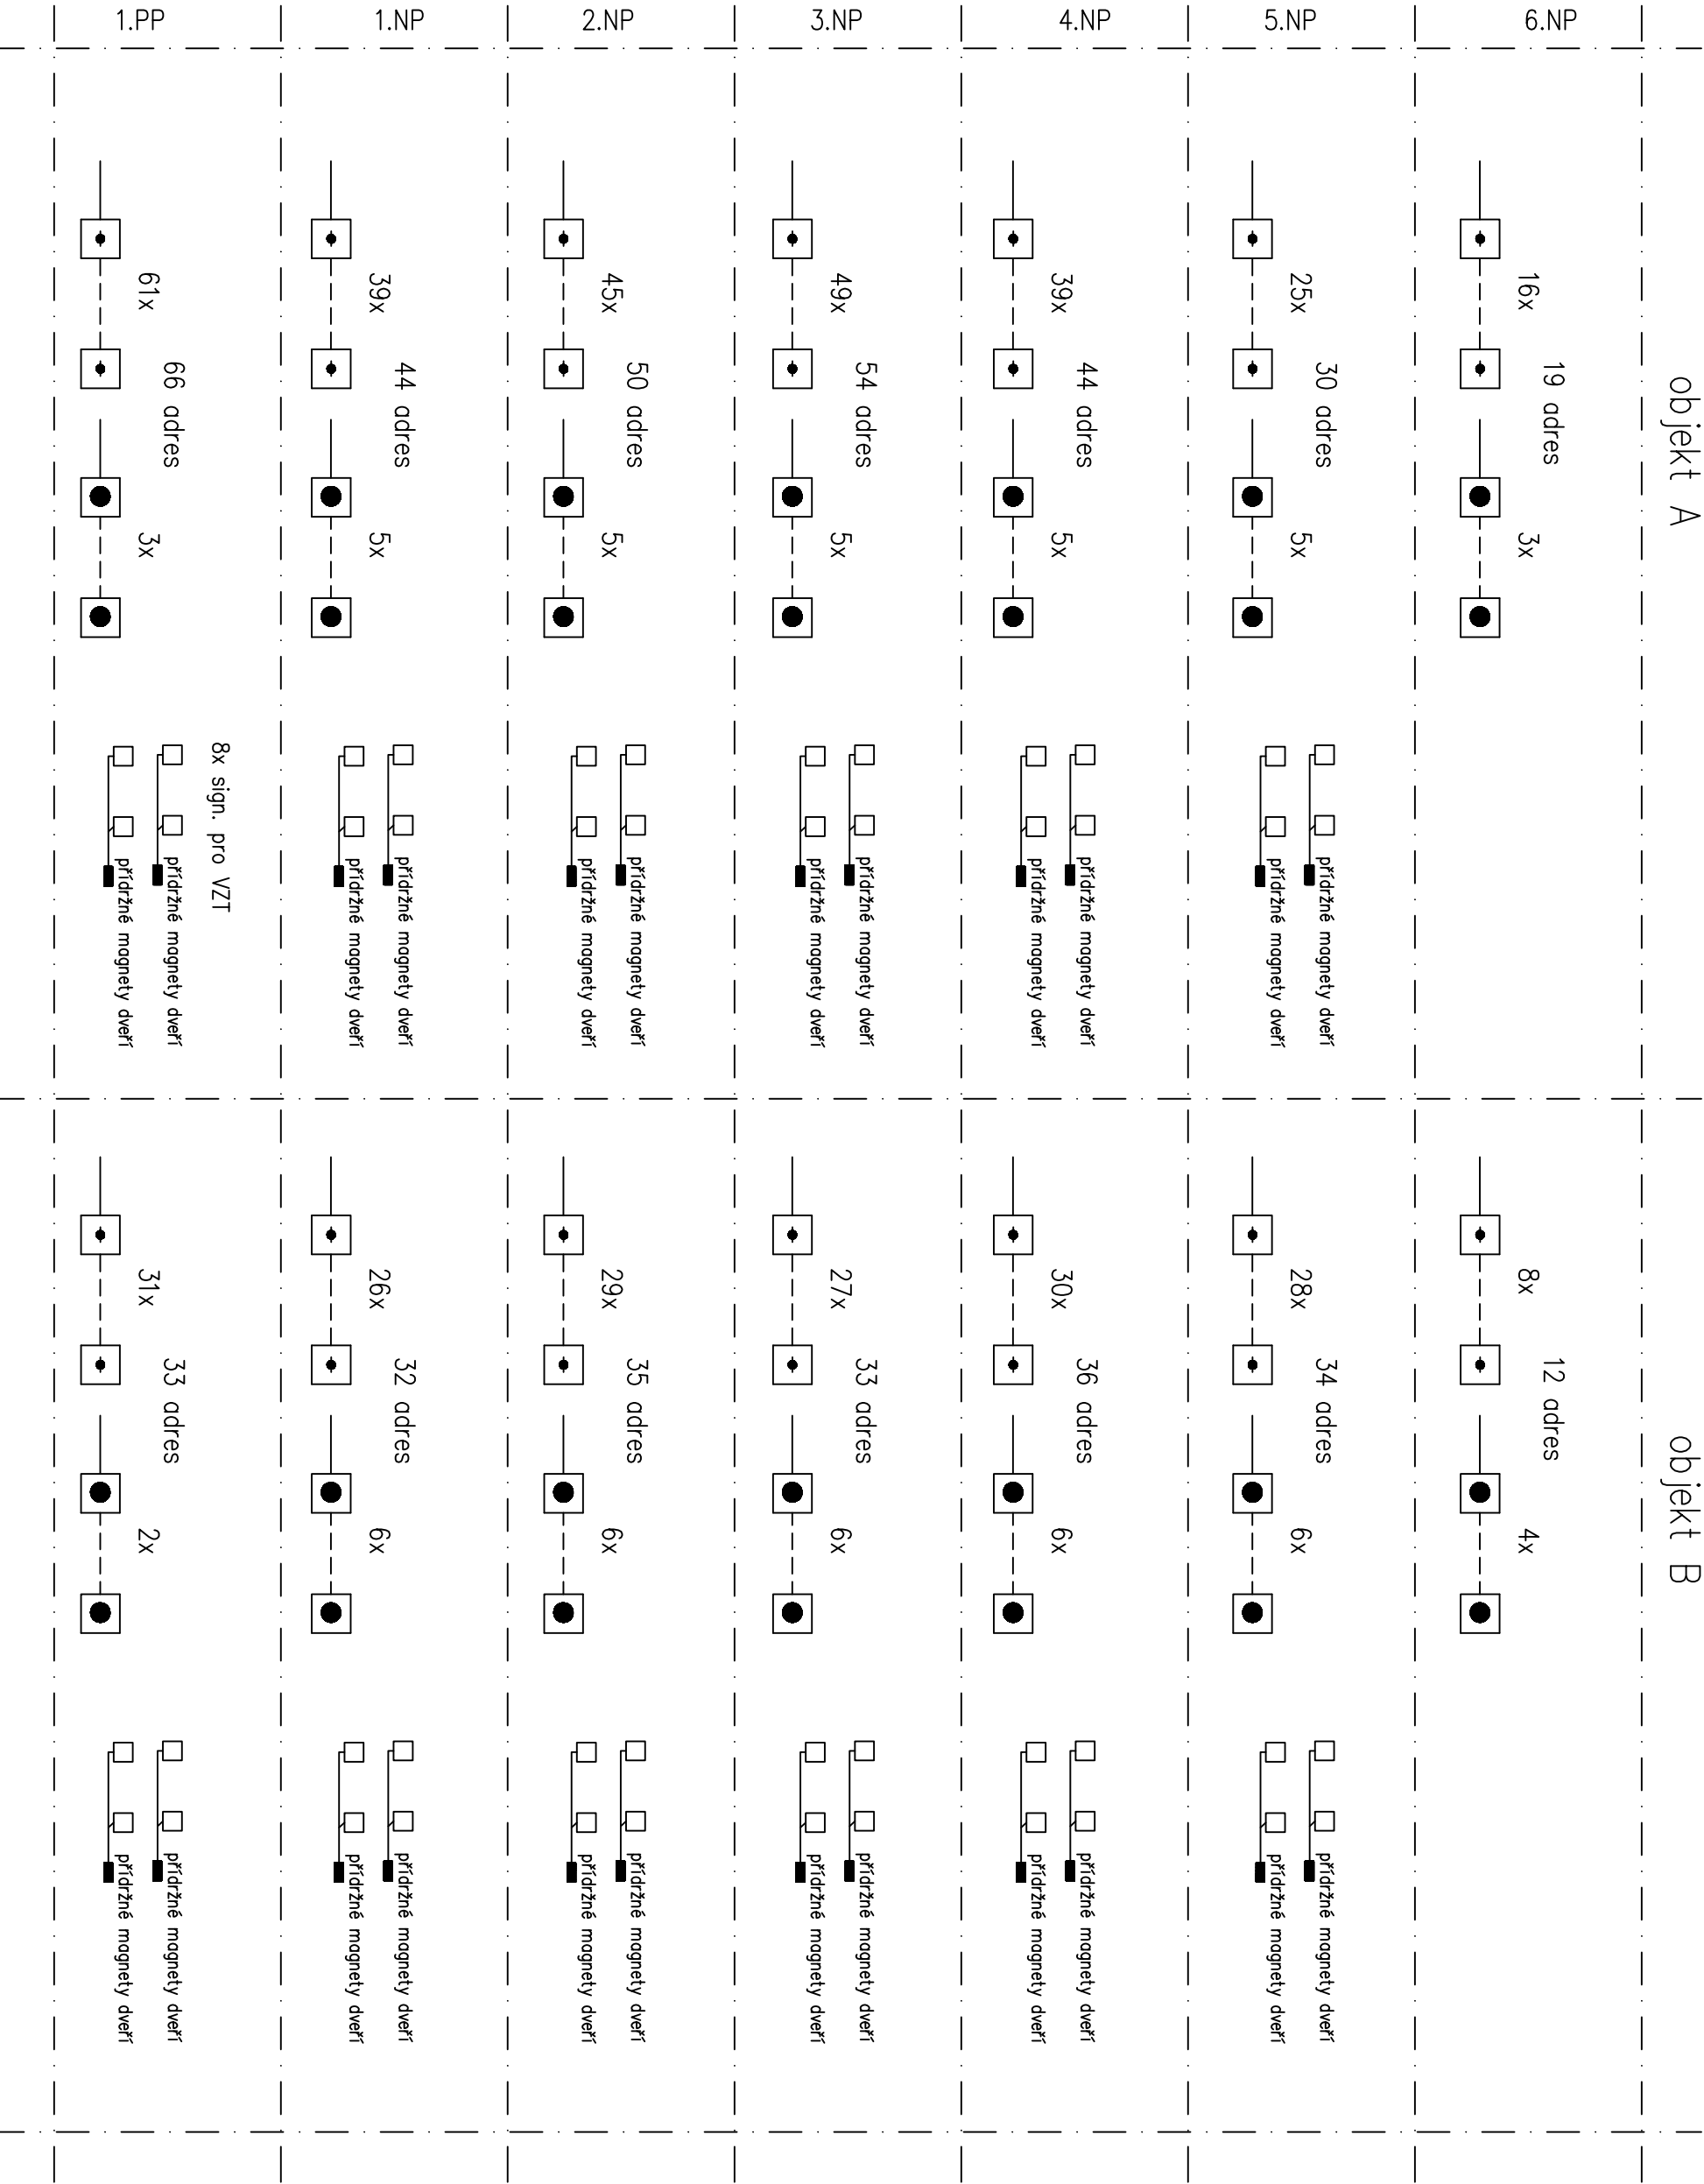 objekt A
objekt B
6.NP
16x
19 adres
3x
8x
12 adres
4x
5.NP
25x
30 adres
5x
přídržné magnety dveří
přídržné magnety dveří
28x
34 adres
6x
přídržné magnety dveří
přídržné magnety dveří
4.NP
39x
44 adres
5x
přídržné magnety dveří
přídržné magnety dveří
30x
36 adres
6x
přídržné magnety dveří
přídržné magnety dveří
3.NP
49x
54 adres
5x
přídržné magnety dveří
přídržné magnety dveří
27x
33 adres
6x
přídržné magnety dveří
přídržné magnety dveří
2.NP
45x
50 adres
5x
přídržné magnety dveří
přídržné magnety dveří
29x
35 adres
6x
přídržné magnety dveří
přídržné magnety dveří
1.NP
39x
44 adres
5x
přídržné magnety dveří
přídržné magnety dveří
26x
32 adres
6x
přídržné magnety dveří
přídržné magnety dveří
1.PP
61x
66 adres
3x
8x sign. pro VZT
přídržné magnety dveří
přídržné magnety dveří
31x
33 adres
2x
přídržné magnety dveří
přídržné magnety dveří